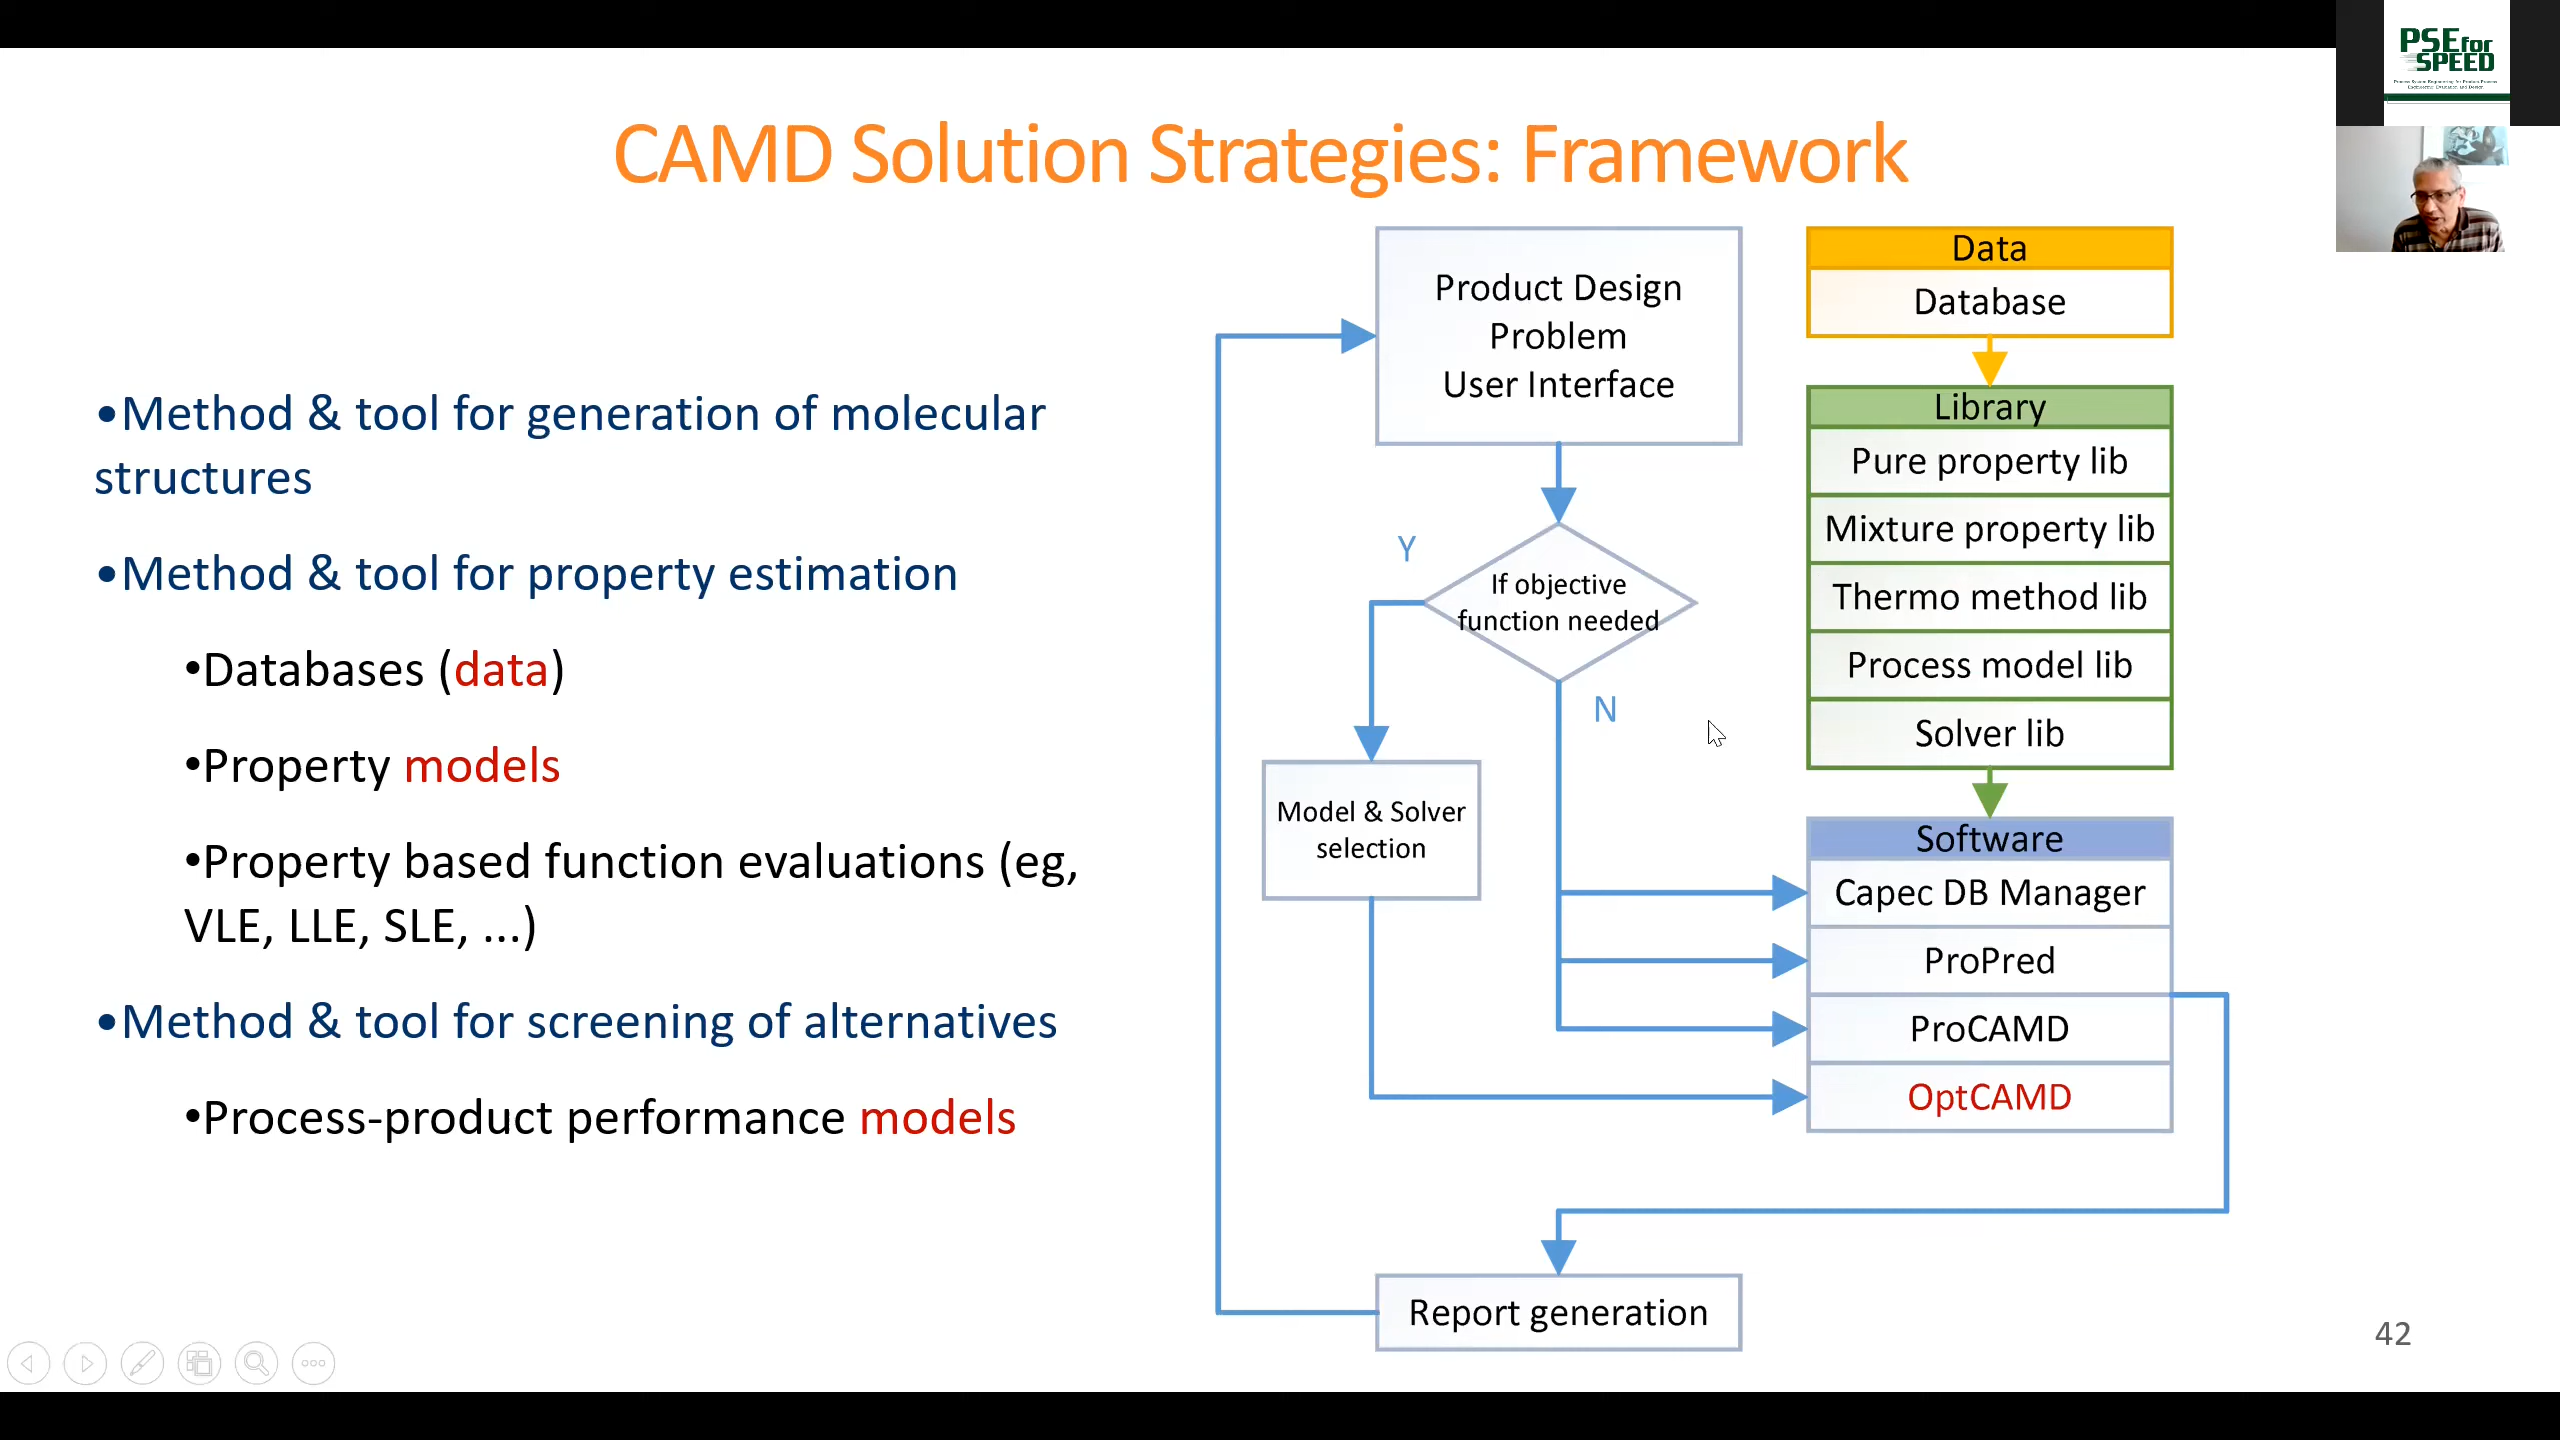 PSE for
SPEED
CAMD Solution Strategies: Framework
•Method & tool for generation of molecular
structures
•Method & tool for property estimation
•Databases (data)
•Property models
•Property based function evaluations (eg,
VLE, LLE, SLE, ...)
•Method & tool for screening of alternatives
•Process-product performance models
Product Design
Problem
User Interface
Y
If objective
function needed
N
Model & Solver
selection
Data
Database
Library
Pure property lib
Mixture property lib
Thermo method lib
Process model lib
Solver lib
Software
Capec DB Manager
ProPred
ProCAMD
OptCAMD
Report generation
42